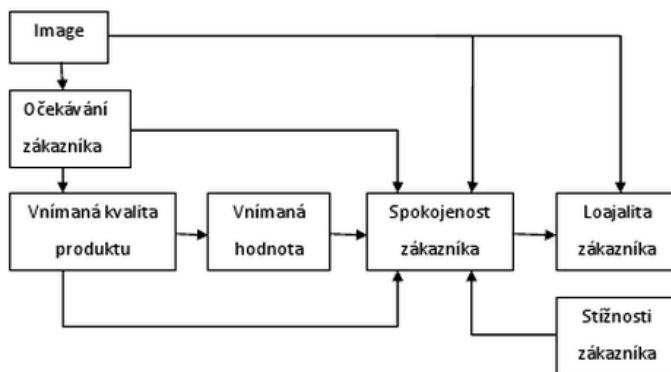 Image
Očekávání
zákazníka
Vnímaná kvalita
produktu
Vnímaná
hodnota
Spokojenost
zákazníka
Loajalita
zákazníka
Stížnosti
zákazníka